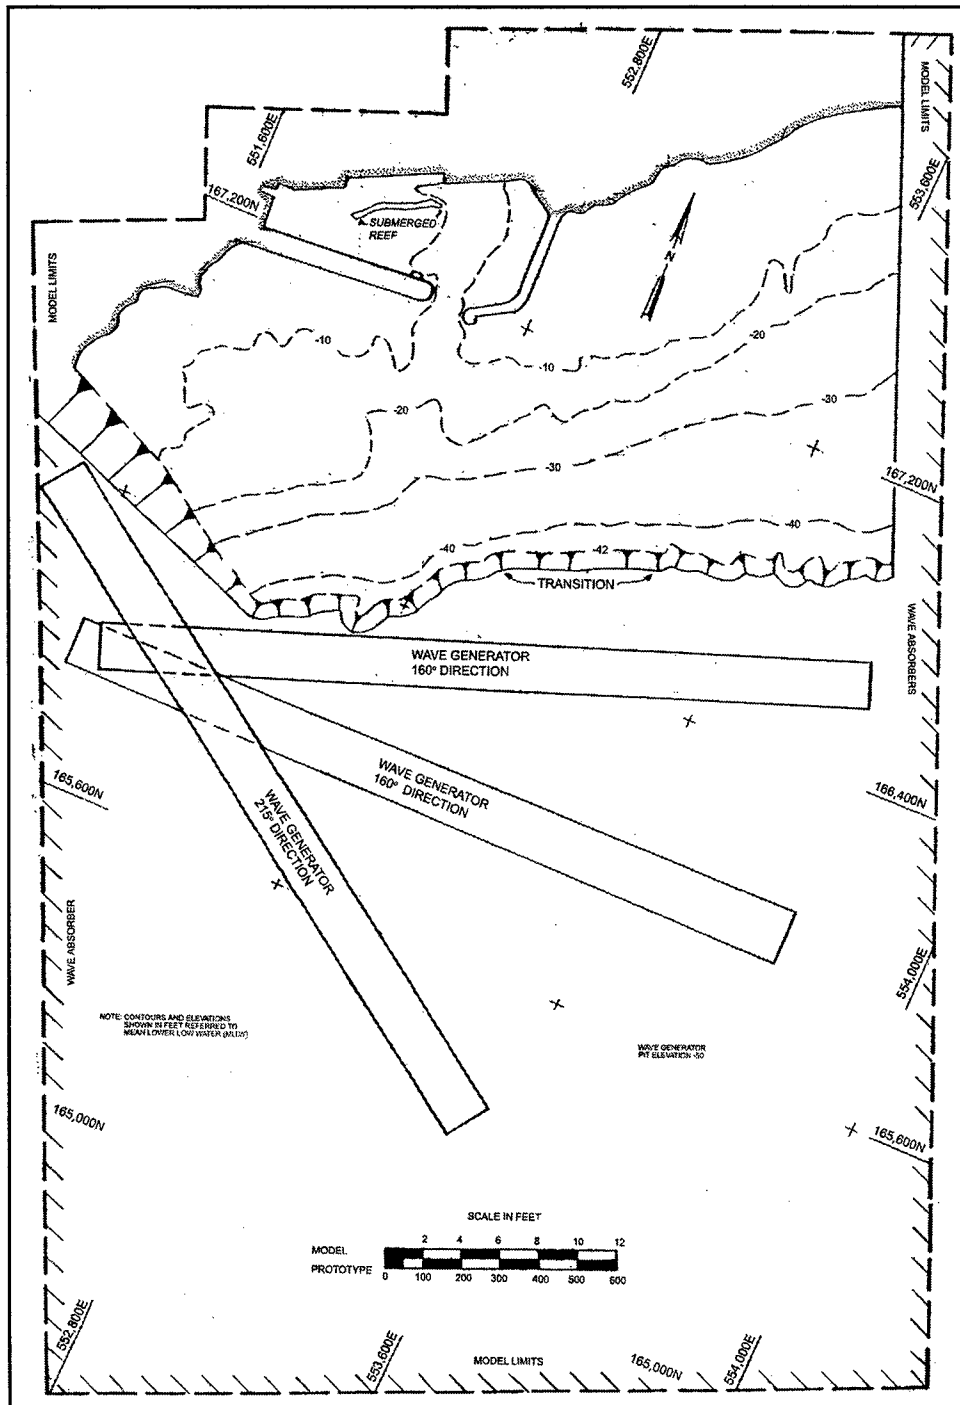 552,800E
MODEL LIMITS
551,600E
553,600E
167,200N
SUBMERGED
REEF
N
MODEL LIMITS
-10
-20
-10
-30
-20
-30
167,200N
-40
-40
-42
TRANSITION
WAVE ABSORBERS
WAVE GENERATOR
160° DIRECTION
WAVE GENERATOR
160° DIRECTION
165,600N
166,400N
WAVE GENERATOR
215° DIRECTION
WAVE ABSORBER
554,000E
NOTE: CONTOURS AND ELEVATIONS
SHOWN IN FEET REFERRED TO
MEAN LOWER LOW WATER (MLLW)
WAVE GENERATOR
PIT ELEVATION -50
165,000N
165,600N
SCALE IN FEET
MODEL 2 4 6 8 10 12
PROTOTYPE 0 100 200 300 400 500 600
552,800E
553,600E
MODEL LIMITS
165,000N
554,000E